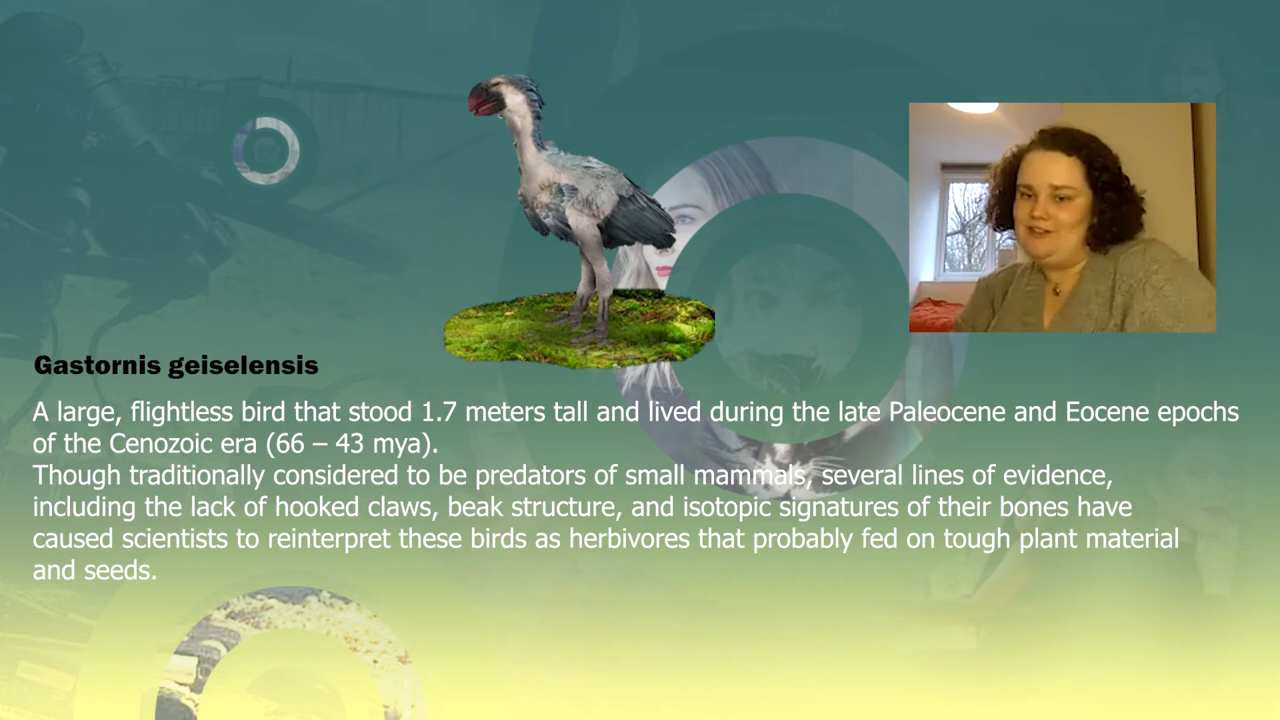 Gastornis geiselensis
A large, flightless bird that stood 1.7 meters tall and lived during the late Paleocene and Eocene epochs
of the Cenozoic era (66 – 43 mya).
Though traditionally considered to be predators of small mammals, several lines of evidence,
including the lack of hooked claws, beak structure, and isotopic signatures of their bones have
caused scientists to reinterpret these birds as herbivores that probably fed on tough plant material
and seeds.